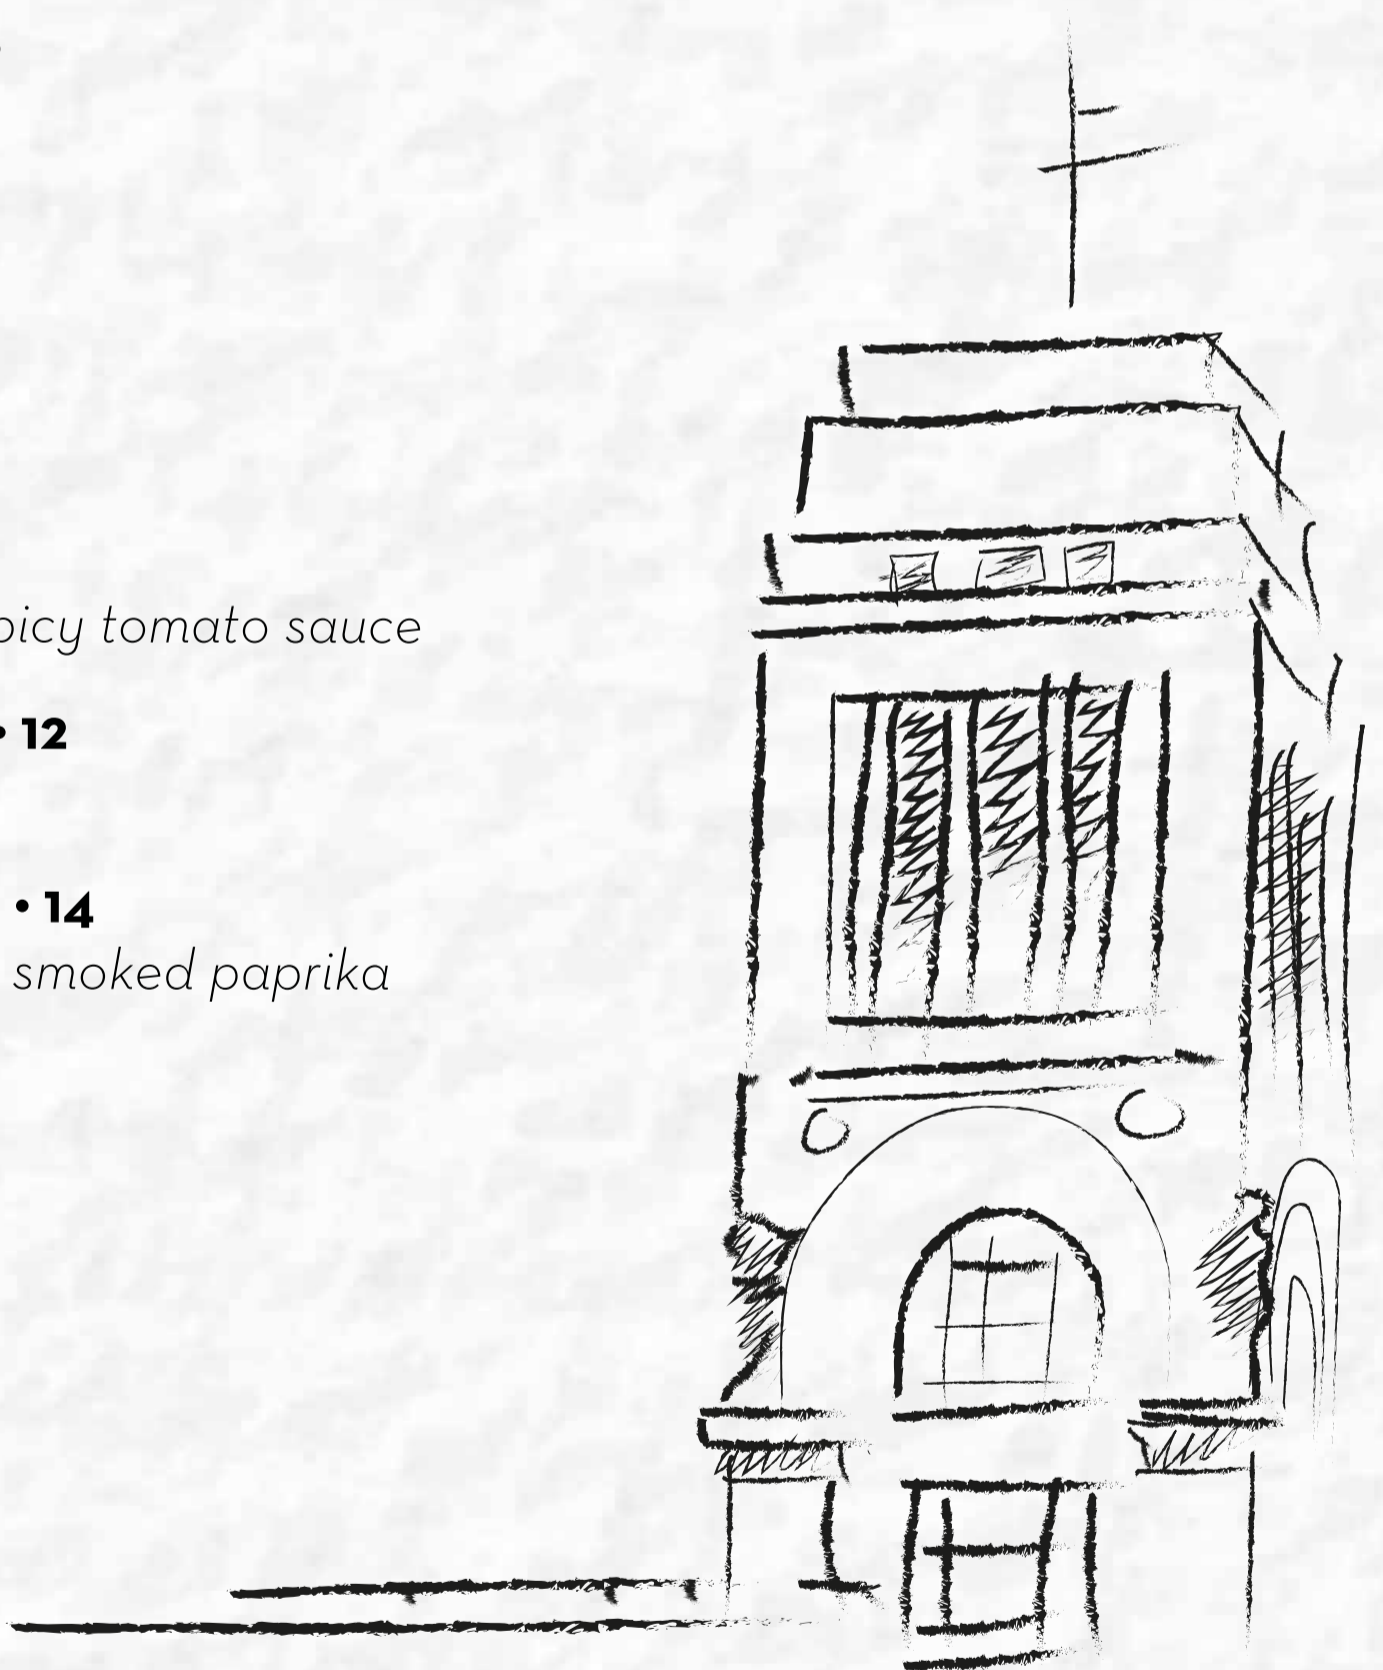 picy tomato sauce
• 12
• 14
smoked paprika